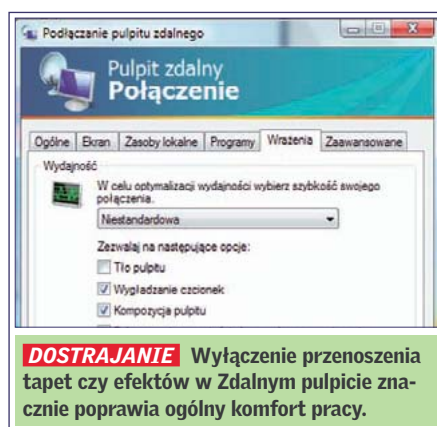 Podłączanie pulpitu zdalnego
Pulpit zdalny
Połączenie
Ogólne Ekran Zasoby lokalne Programy Wrażenia Zaawansowane
Wydajność
W celu optymalizacji wydajności wybierz szybkość swojego
połączenia.
Niestandardowa
Zezwalaj na następujące opcje:
Tło pulpitu
Wygładzanie czcionek
Kompozycja pulpitu
DOSTRAJANIE Wyłączenie przenoszenia
tapet czy efektów w Zdalnym pulpicie zna-
cznie poprawia ogólny komfort pracy.